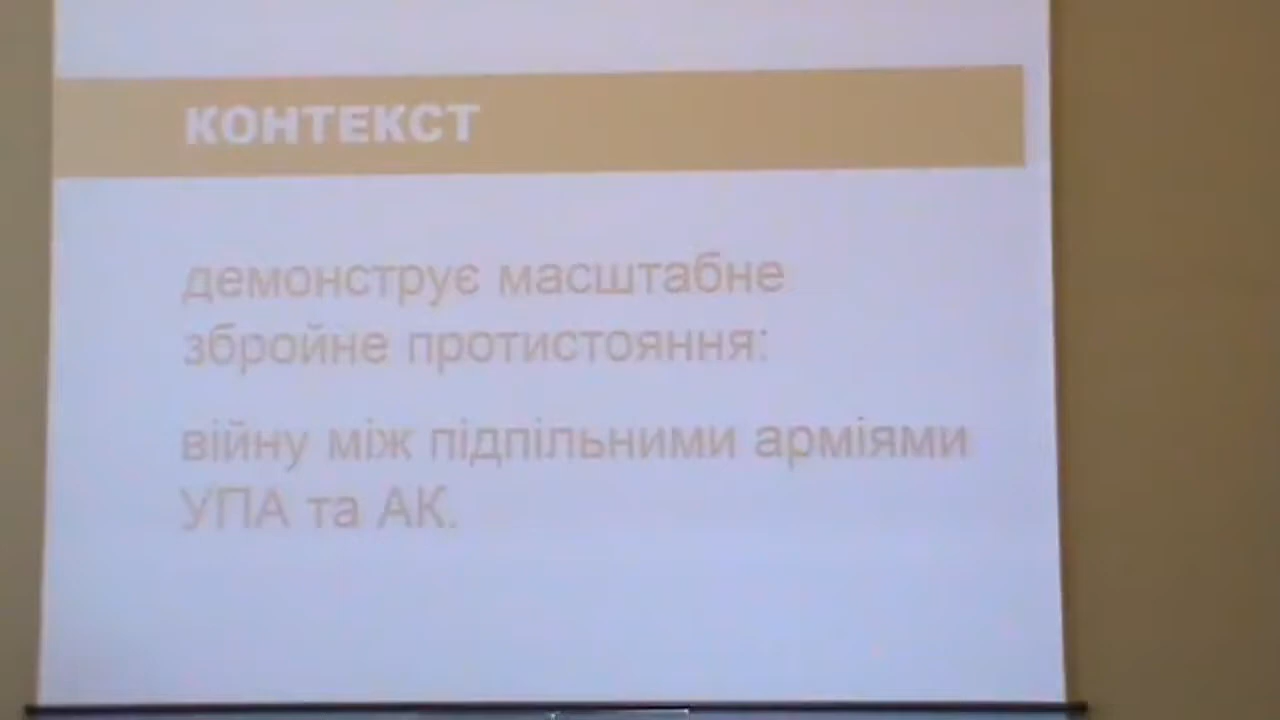 КОНТЕКСТ
демонструє масштабне
збройне протистояння:
війну між підпільними арміями
УПА та АК.